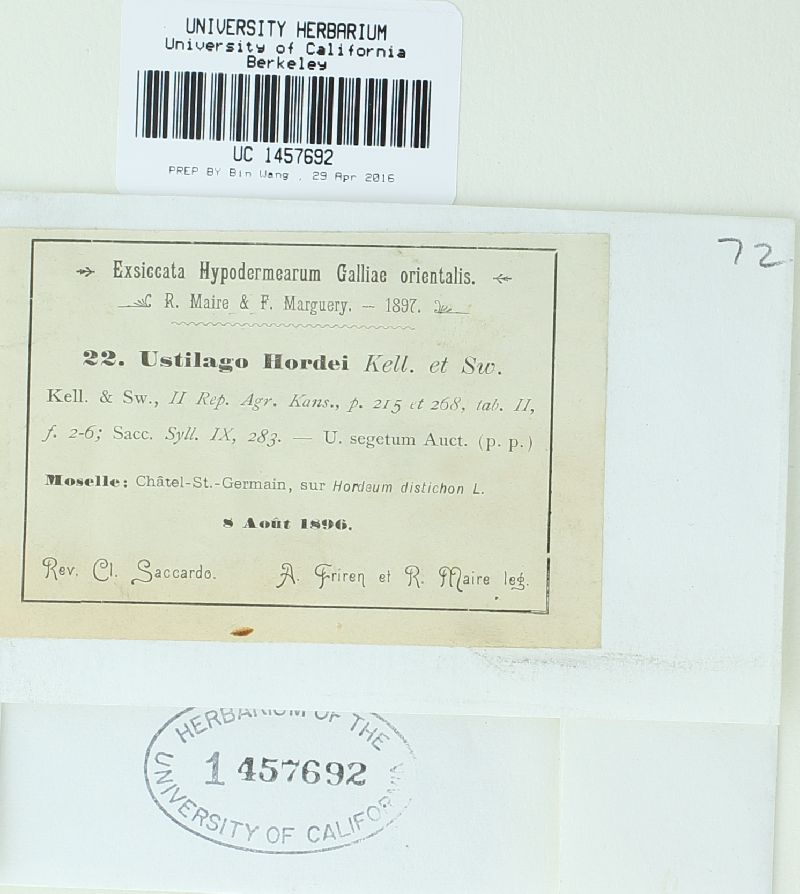 UNIVERSITY HERBARIUM
University of California
Berkeley
UC 1457692
PREP BY Bin Wang , 29 Apr 2016
72
Exsiccata Hypodermearum Galliae orientalis.
C R. Maire & F. Marguery. — 1897.
22. Ustilago Hordei Kell. et Sw.
Kell. & Sw., II Rep. Agr. Kans., p. 215 et 268, tab. II,
f. 2-6; Sacc. Syll. IX, 283. — U. segetum Auct. (p. p.)
Moselle: Châtel-St.-Germain, sur Hordeum distichon L.
8 Août 1896.
Rev. Cl. Saccardo. A. Friren et R. Maire leg.
HERBARIUM OF THE
1457692
UNIVERSITY OF CALIFORNIA